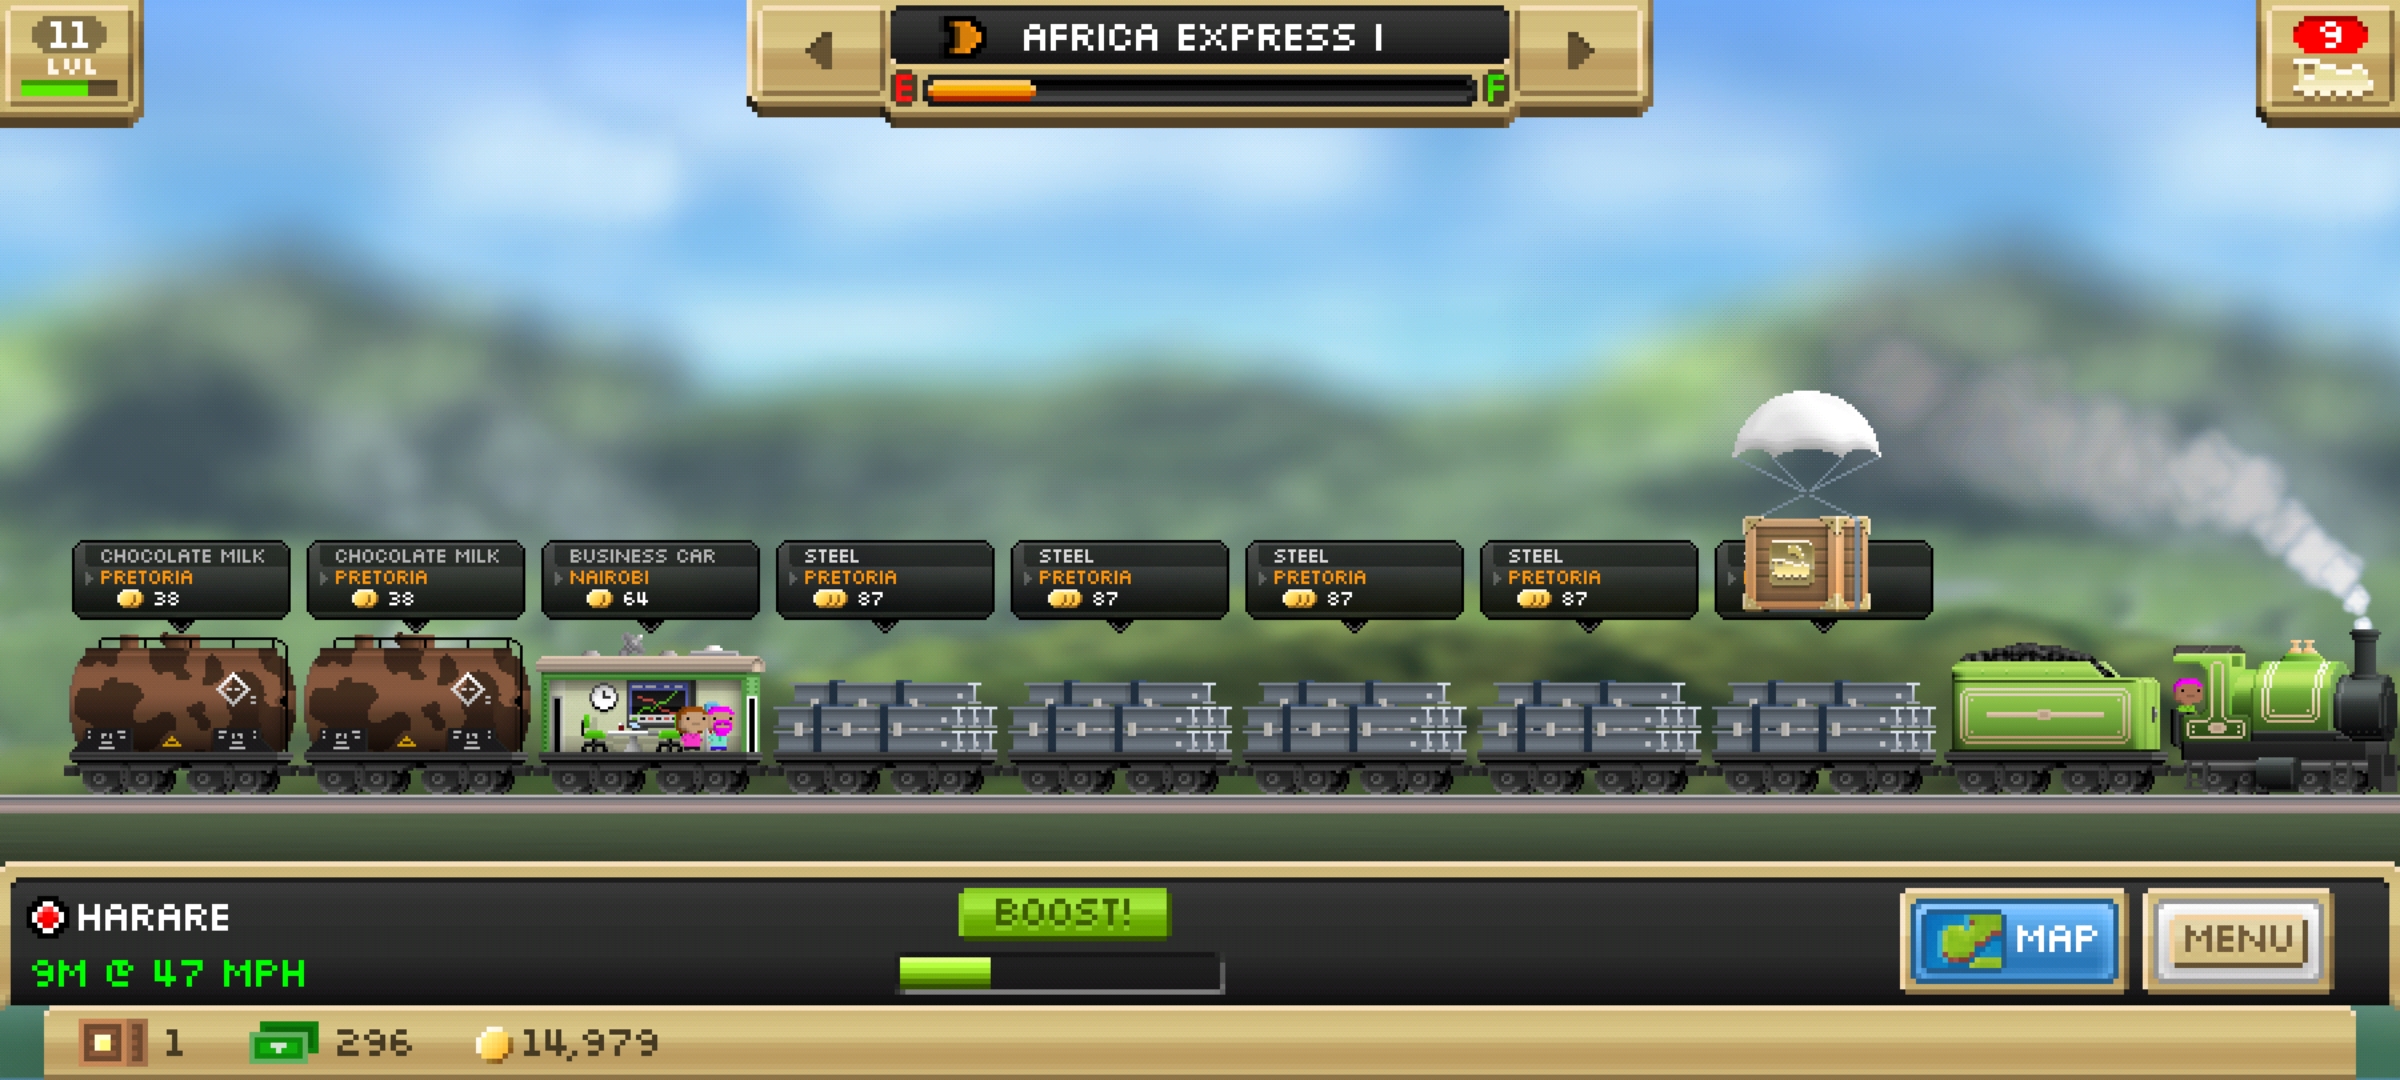 11
LVL
AFRICA EXPRESS I
E
F
9
CHOCOLATE MILK
PRETORIA
38
CHOCOLATE MILK
PRETORIA
38
BUSINESS CAR
NAIROBI
64
STEEL
PRETORIA
87
STEEL
PRETORIA
87
STEEL
PRETORIA
87
STEEL
PRETORIA
87
HARARE
9M @ 47 MPH
BOOST!
MAP
MENU
1
296
14,979